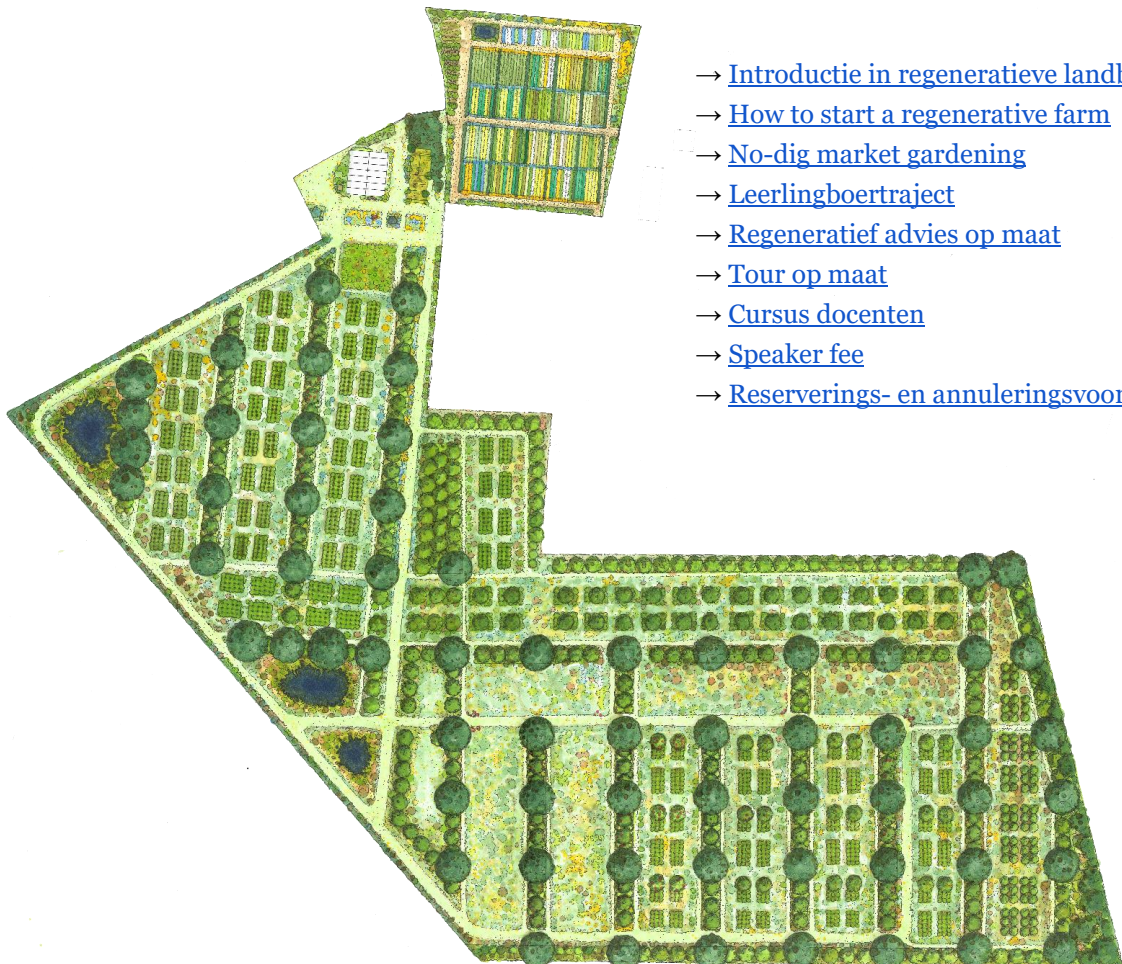 → Introductie in regeneratieve landb
→ How to start a regenerative farm
→ No-dig market gardening
→ Leerlingboertraject
→ Regeneratief advies op maat
→ Tour op maat
→ Cursus docenten
→ Speaker fee
→ Reserverings- en annuleringsvoor